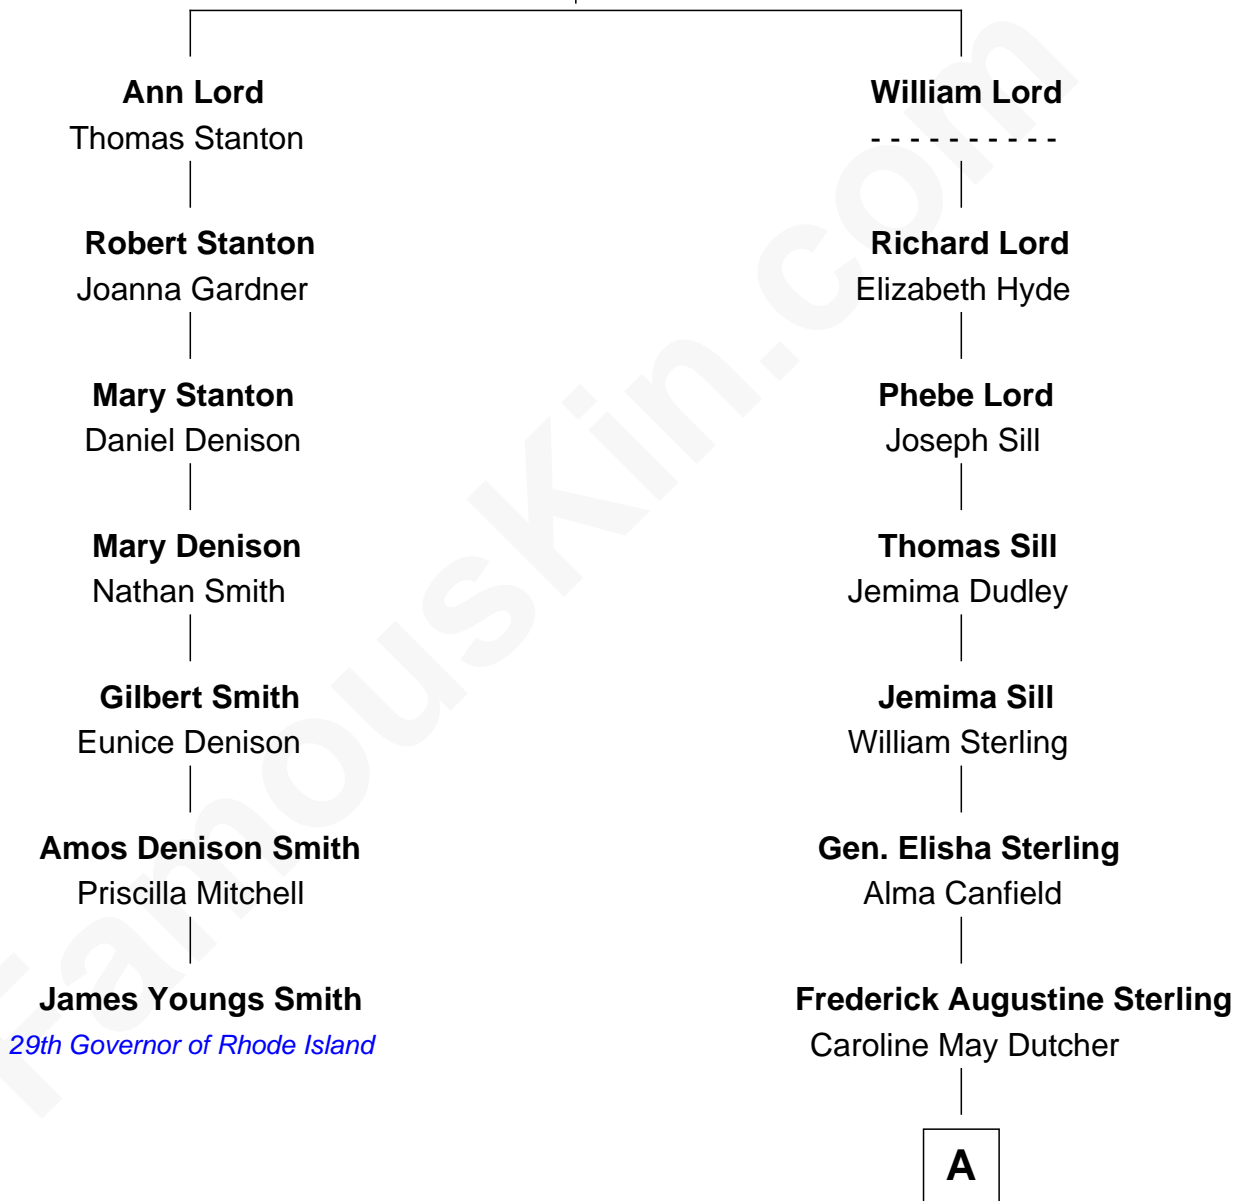 Ann Lord
Thomas Stanton
Robert Stanton
Joanna Gardner
Mary Stanton
Daniel Denison
Mary Denison
Nathan Smith
Gilbert Smith
Eunice Denison
Amos Denison Smith
Priscilla Mitchell
James Youngs Smith
29th Governor of Rhode Island
William Lord
- - - - - - - - - -
Richard Lord
Elizabeth Hyde
Phebe Lord
Joseph Sill
Thomas Sill
Jemima Dudley
Jemima Sill
William Sterling
Gen. Elisha Sterling
Alma Canfield
Frederick Augustine Sterling
Caroline May Dutcher
A
FamousKin.com